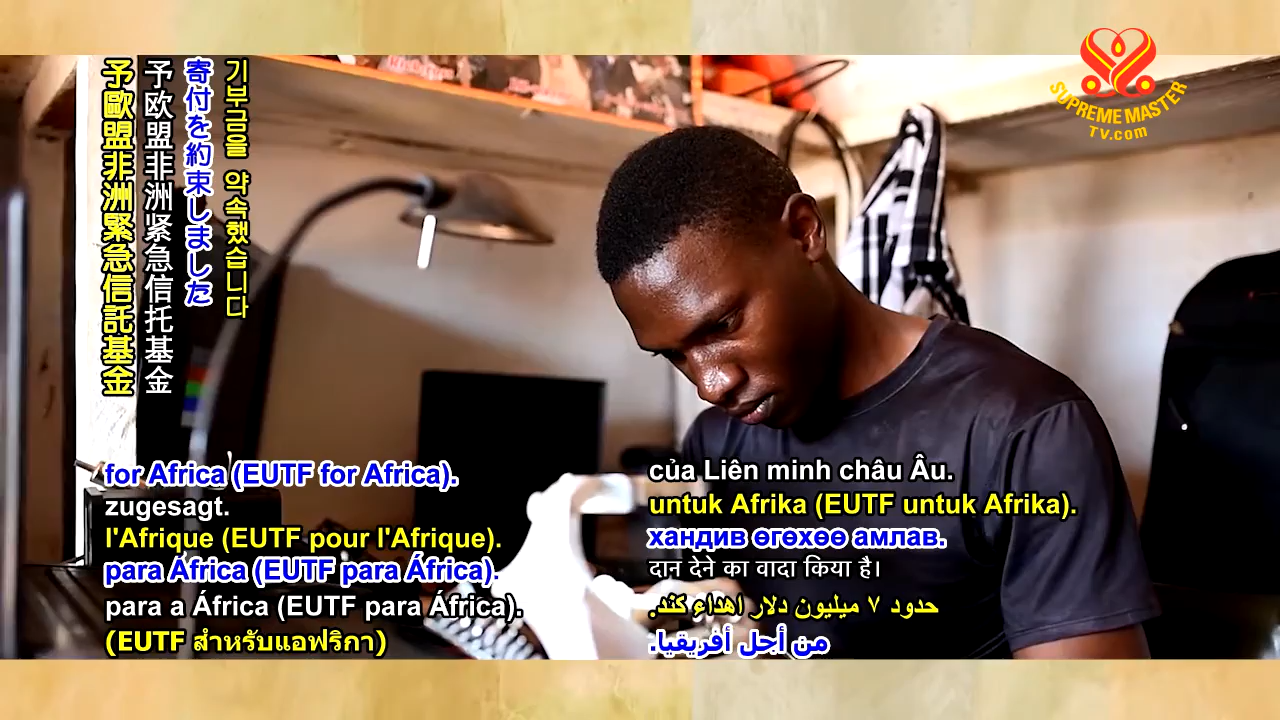 SUPREME MASTER
TV.com
予歐盟非洲緊急信託基金
予欧盟非洲紧急信托基金
寄付を約束しました
기부금을 약속했습니다
for Africa (EUTF for Africa).
zugesagt.
l'Afrique (EUTF pour l'Afrique).
para África (EUTF para África).
para a África (EUTF para África).
(EUTF สำหรับแอฟริกา)
của Liên minh châu Âu.
untuk Afrika (EUTF untuk Afrika).
хандив өгөхөө амлав.
दान देने का वादा किया है।
حدود ۷ میلیون دلار اهداء کند.
من أجل أفريقيا.